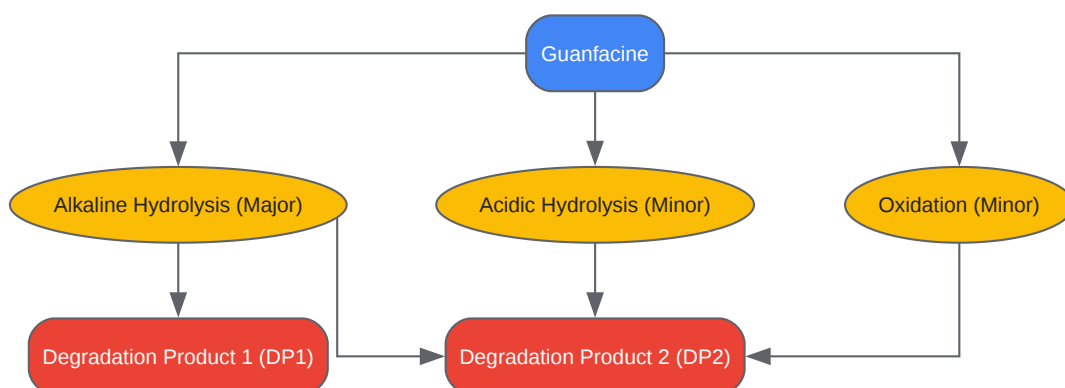 Guanfacine
Alkaline Hydrolysis (Major)
Acidic Hydrolysis (Minor)
Oxidation (Minor)
Degradation Product 1 (DP1)
Degradation Product 2 (DP2)